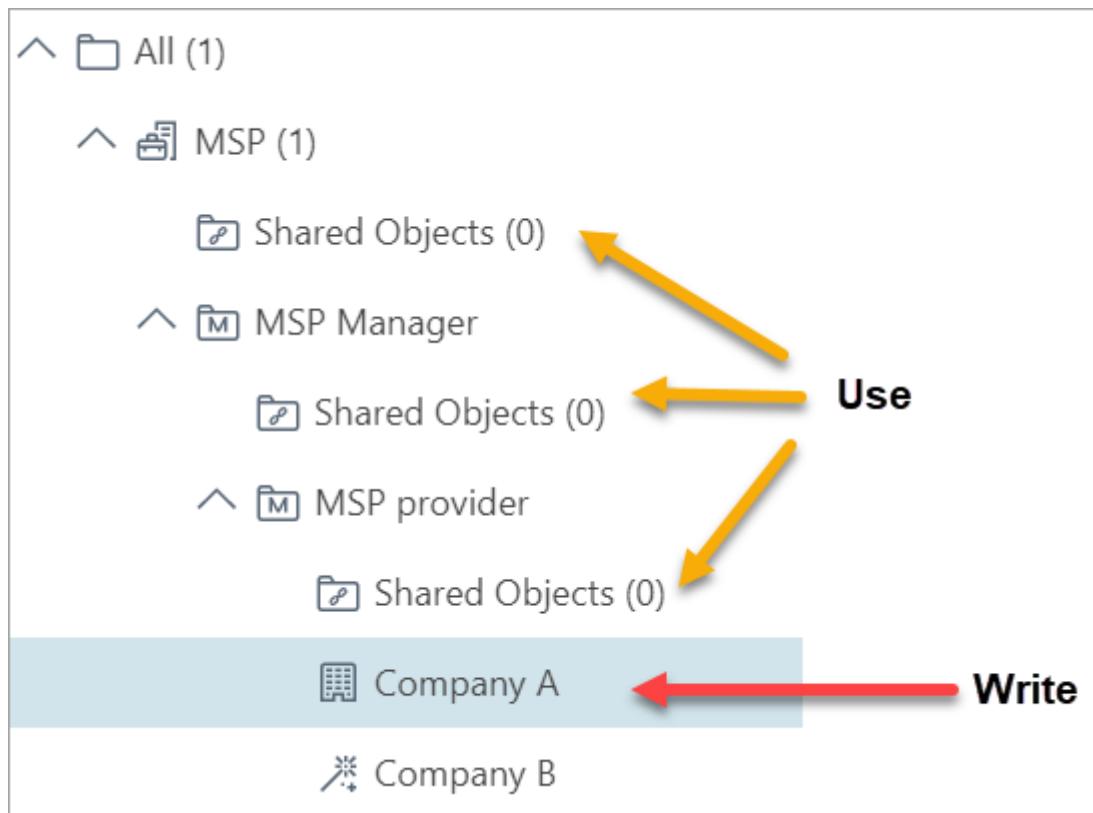 All (1)
MSP (1)
Shared Objects (0)
MSP Manager
Shared Objects (0)
Use
MSP provider
Shared Objects (0)
Company A
Write
Company B